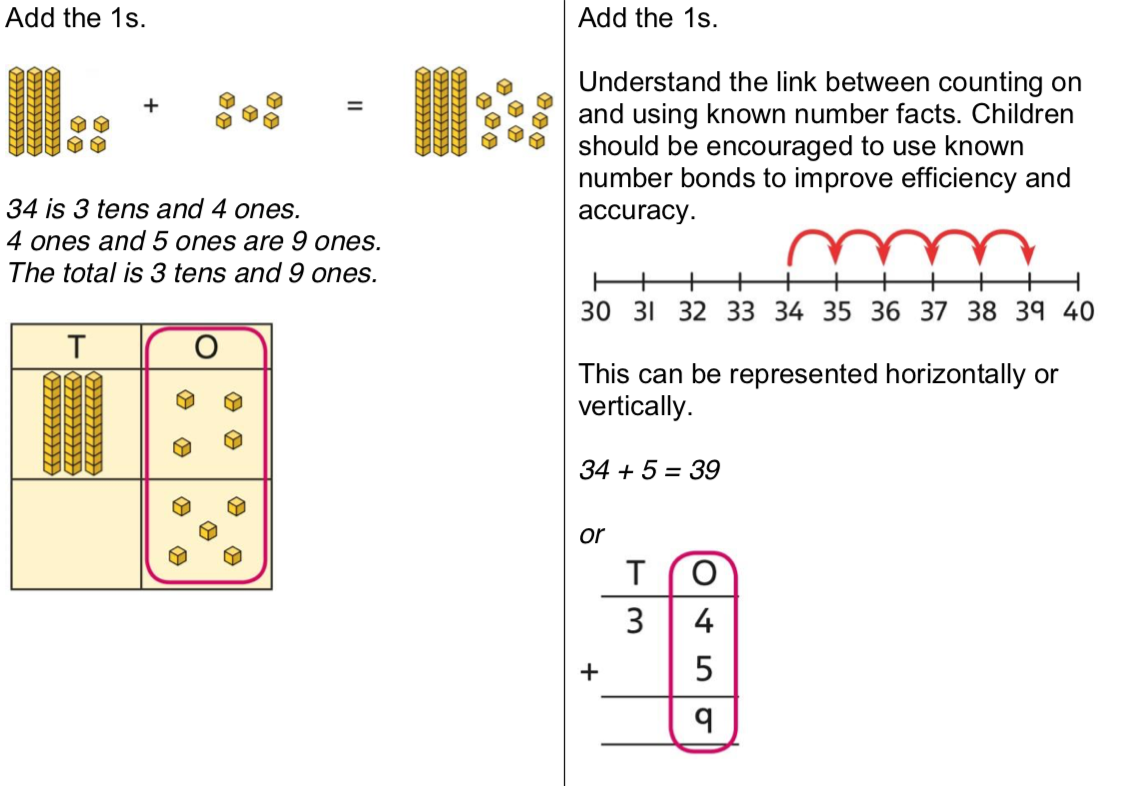 Add the 1s.
+ =
34 is 3 tens and 4 ones.
4 ones and 5 ones are 9 ones.
The total is 3 tens and 9 ones.
T O
Add the 1s.
Understand the link between counting on
and using known number facts. Children
should be encouraged to use known
number bonds to improve efficiency and
accuracy.
30 31 32 33 34 35 36 37 38 39 40
This can be represented horizontally or
vertically.
34 + 5 = 39
or
T O
3 4
+ 5
9